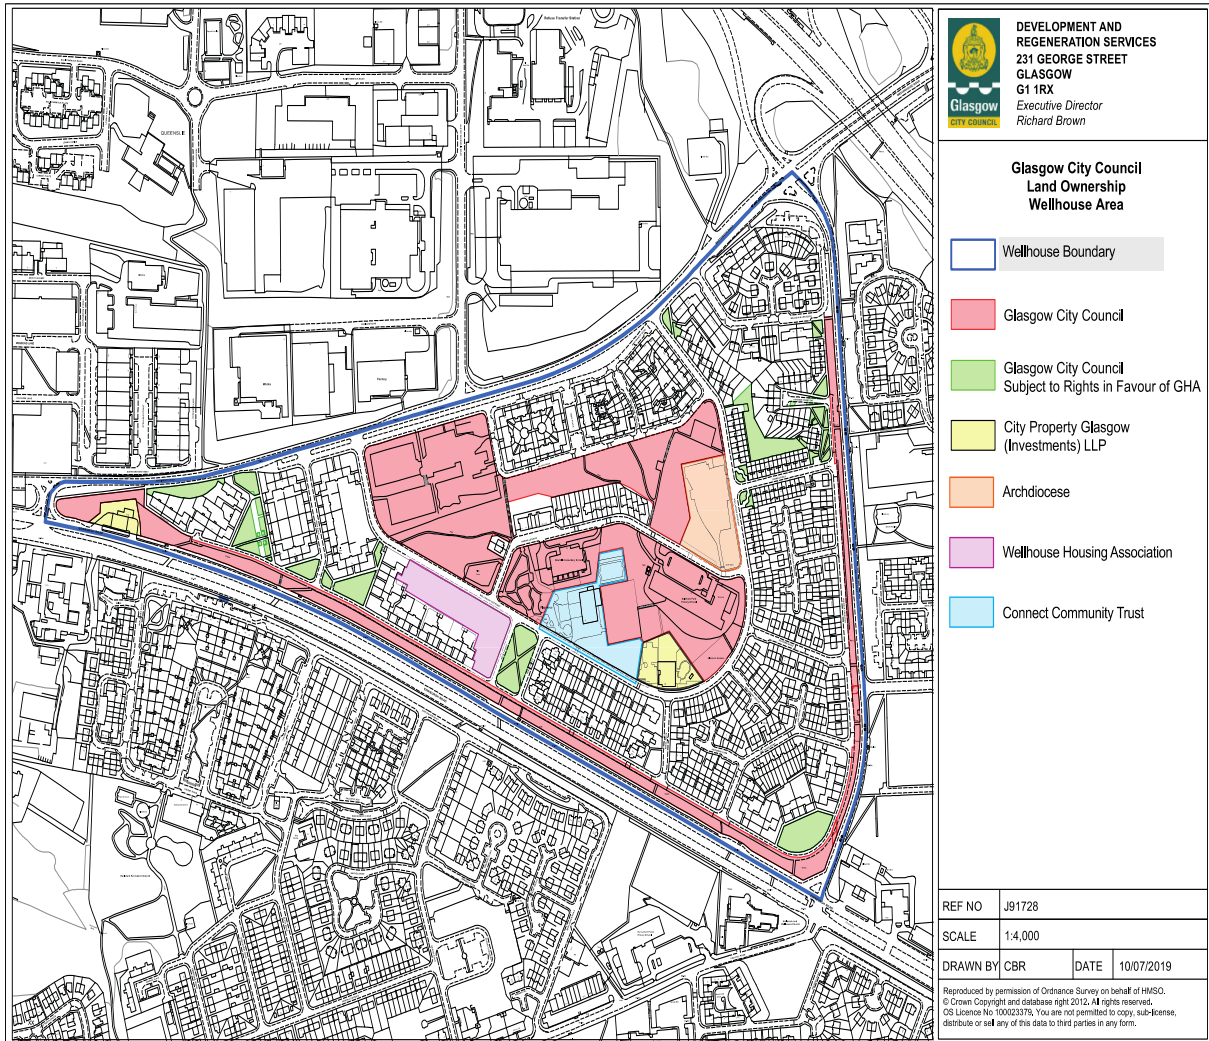 Refuse Transfer Station
QUEENSLIE
Glasgow
CITY COUNCIL
DEVELOPMENT AND
REGENERATION SERVICES
231 GEORGE STREET
GLASGOW
G1 1RX
Executive Director
Richard Brown
Glasgow City Council
Land Ownership
Wellhouse Area
Wellhouse Boundary
Glasgow City Council
Glasgow City Council
Subject to Rights in Favour of GHA
City Property Glasgow
(Investments) LLP
Archdiocese
Wellhouse Housing Association
Connect Community Trust
REF NO J91728
SCALE 1:4,000
DRAWN BY CBR DATE 10/07/2019
Reproduced by permission of Ordnance Survey on behalf of HMSO.
© Crown Copyright and database right 2012. All rights reserved.
OS Licence No 100023379. You are not permitted to copy, sub-license,
distribute or sell any of this data to third parties in any form.